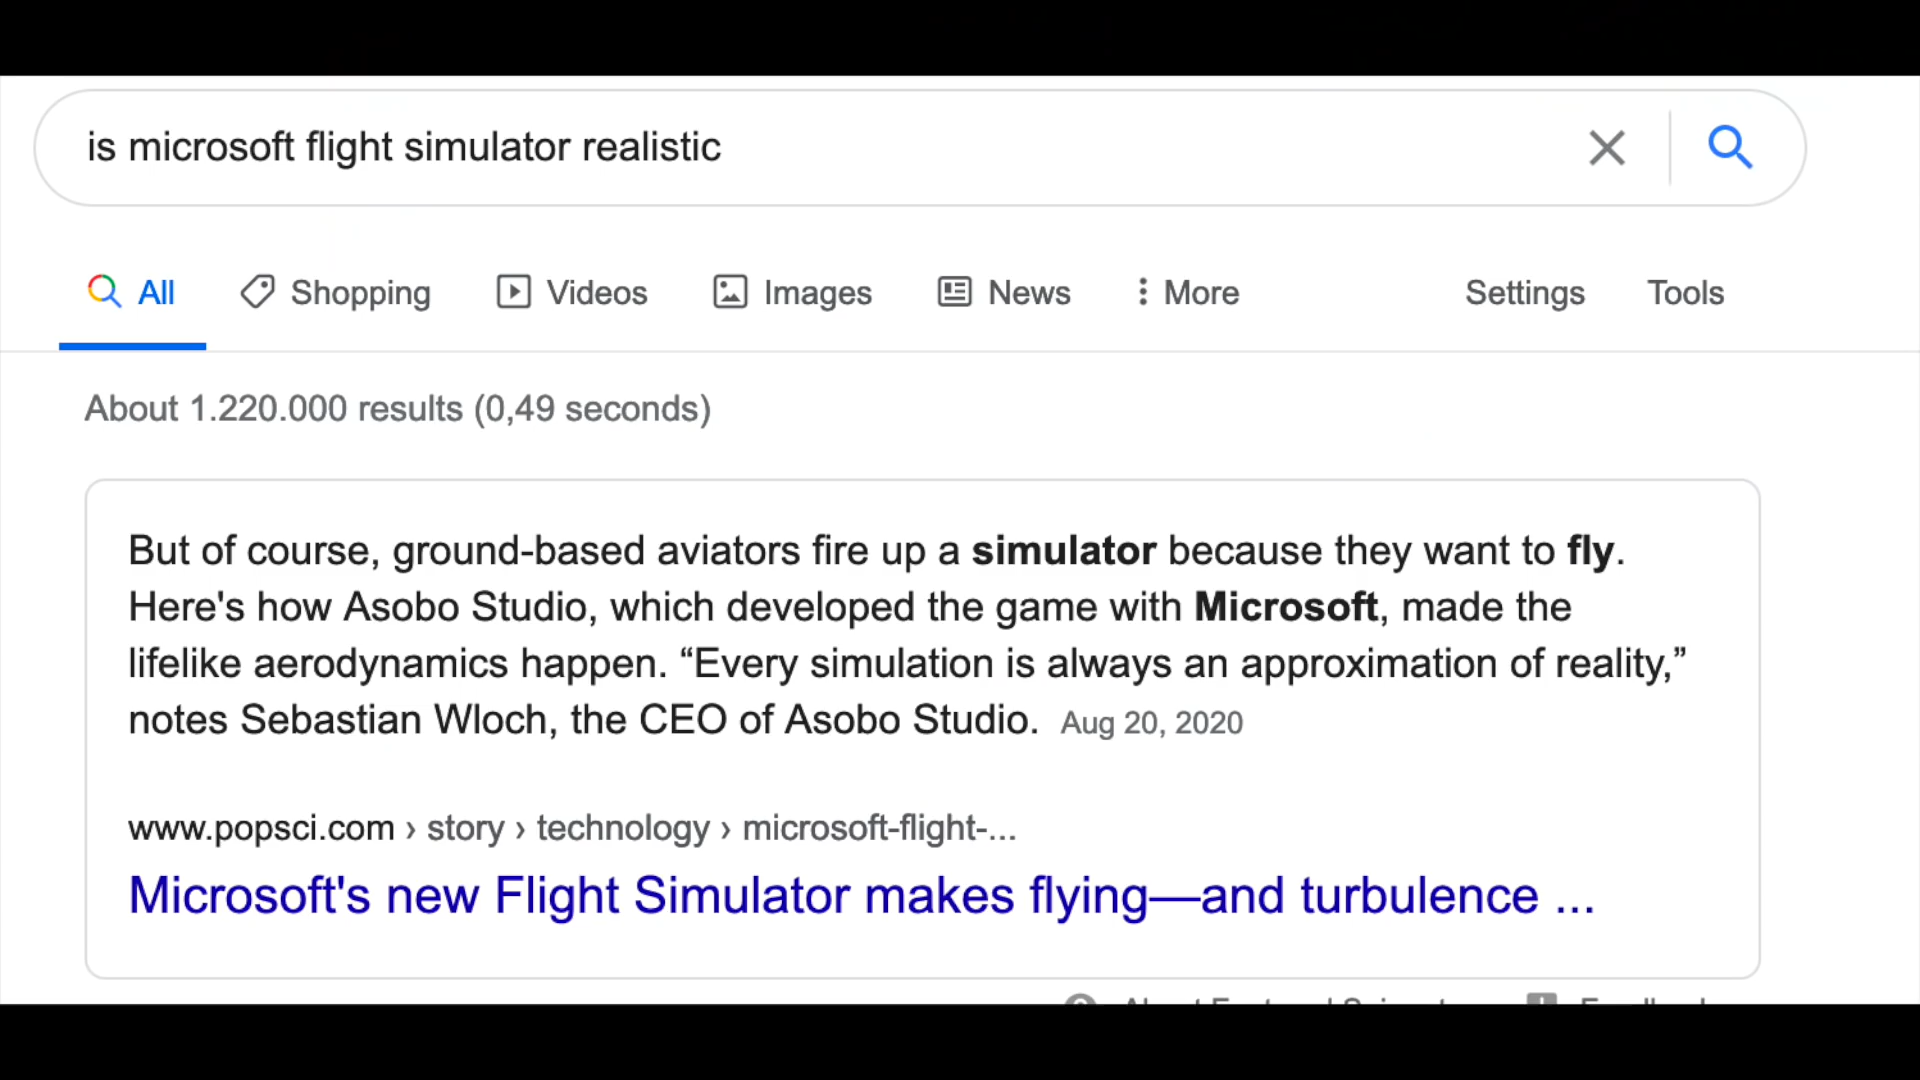 is microsoft flight simulator realistic
All Shopping Videos Images News More Settings Tools
About 1.220.000 results (0,49 seconds)
But of course, ground-based aviators fire up a simulator because they want to fly.
Here's how Asobo Studio, which developed the game with Microsoft, made the
lifelike aerodynamics happen. “Every simulation is always an approximation of reality,”
notes Sebastian Wloch, the CEO of Asobo Studio. Aug 20, 2020
www.popsci.com › story › technology › microsoft-flight-...
Microsoft's new Flight Simulator makes flying—and turbulence ...